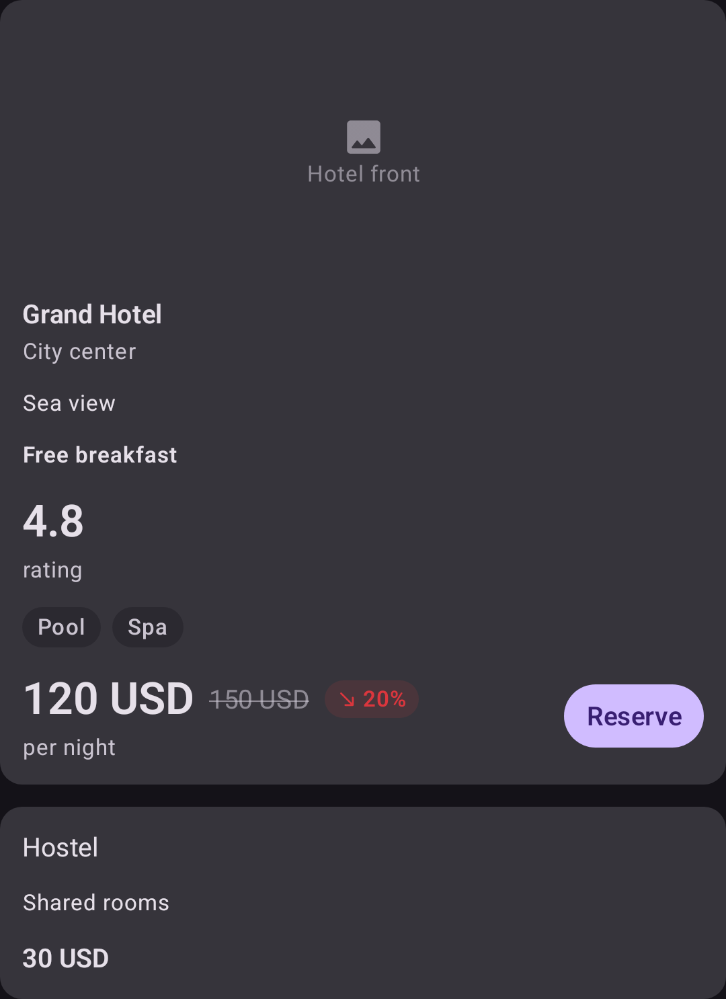 Hotel front
Grand Hotel
City center
Sea view
Free breakfast
4.8
rating
Pool Spa
120 USD 150 USD ↘ 20% Reserve
per night
Hostel
Shared rooms
30 USD